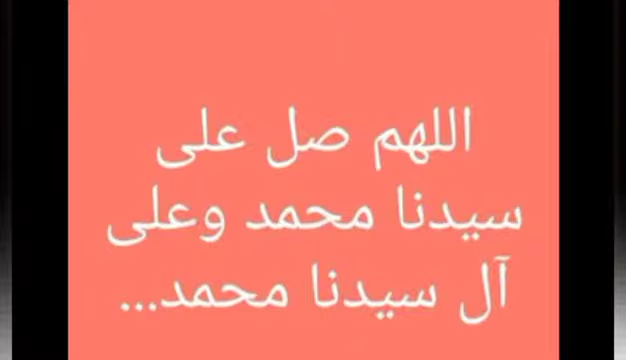 اللهم صل على
سيدنا محمد وعلى
آل سيدنا محمد...